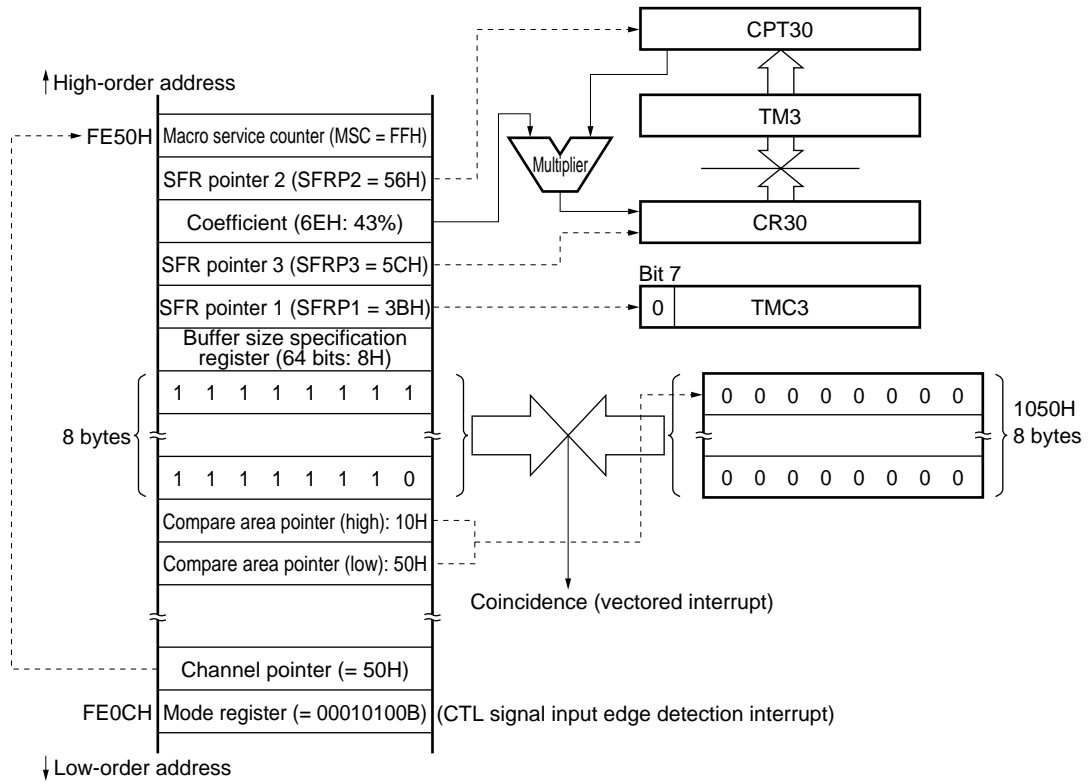 ↑ High-order address
FE50H
Macro service counter (MSC = FFH)
SFR pointer 2 (SFRP2 = 56H)
Coefficient (6EH: 43%)
SFR pointer 3 (SFRP3 = 5CH)
SFR pointer 1 (SFRP1 = 3BH)
Buffer size specification
register (64 bits: 8H)
8 bytes
1 1 1 1 1 1 1 1
1 1 1 1 1 1 1 0
Compare area pointer (high): 10H
Compare area pointer (low): 50H
Channel pointer (= 50H)
FE0CH
Mode register (= 00010100B)
(CTL signal input edge detection interrupt)
↓ Low-order address
CPT30
TM3
Multiplier
CR30
Bit 7
0
TMC3
0 0 0 0 0 0 0 0
0 0 0 0 0 0 0 0
1050H
8 bytes
Coincidence (vectored interrupt)